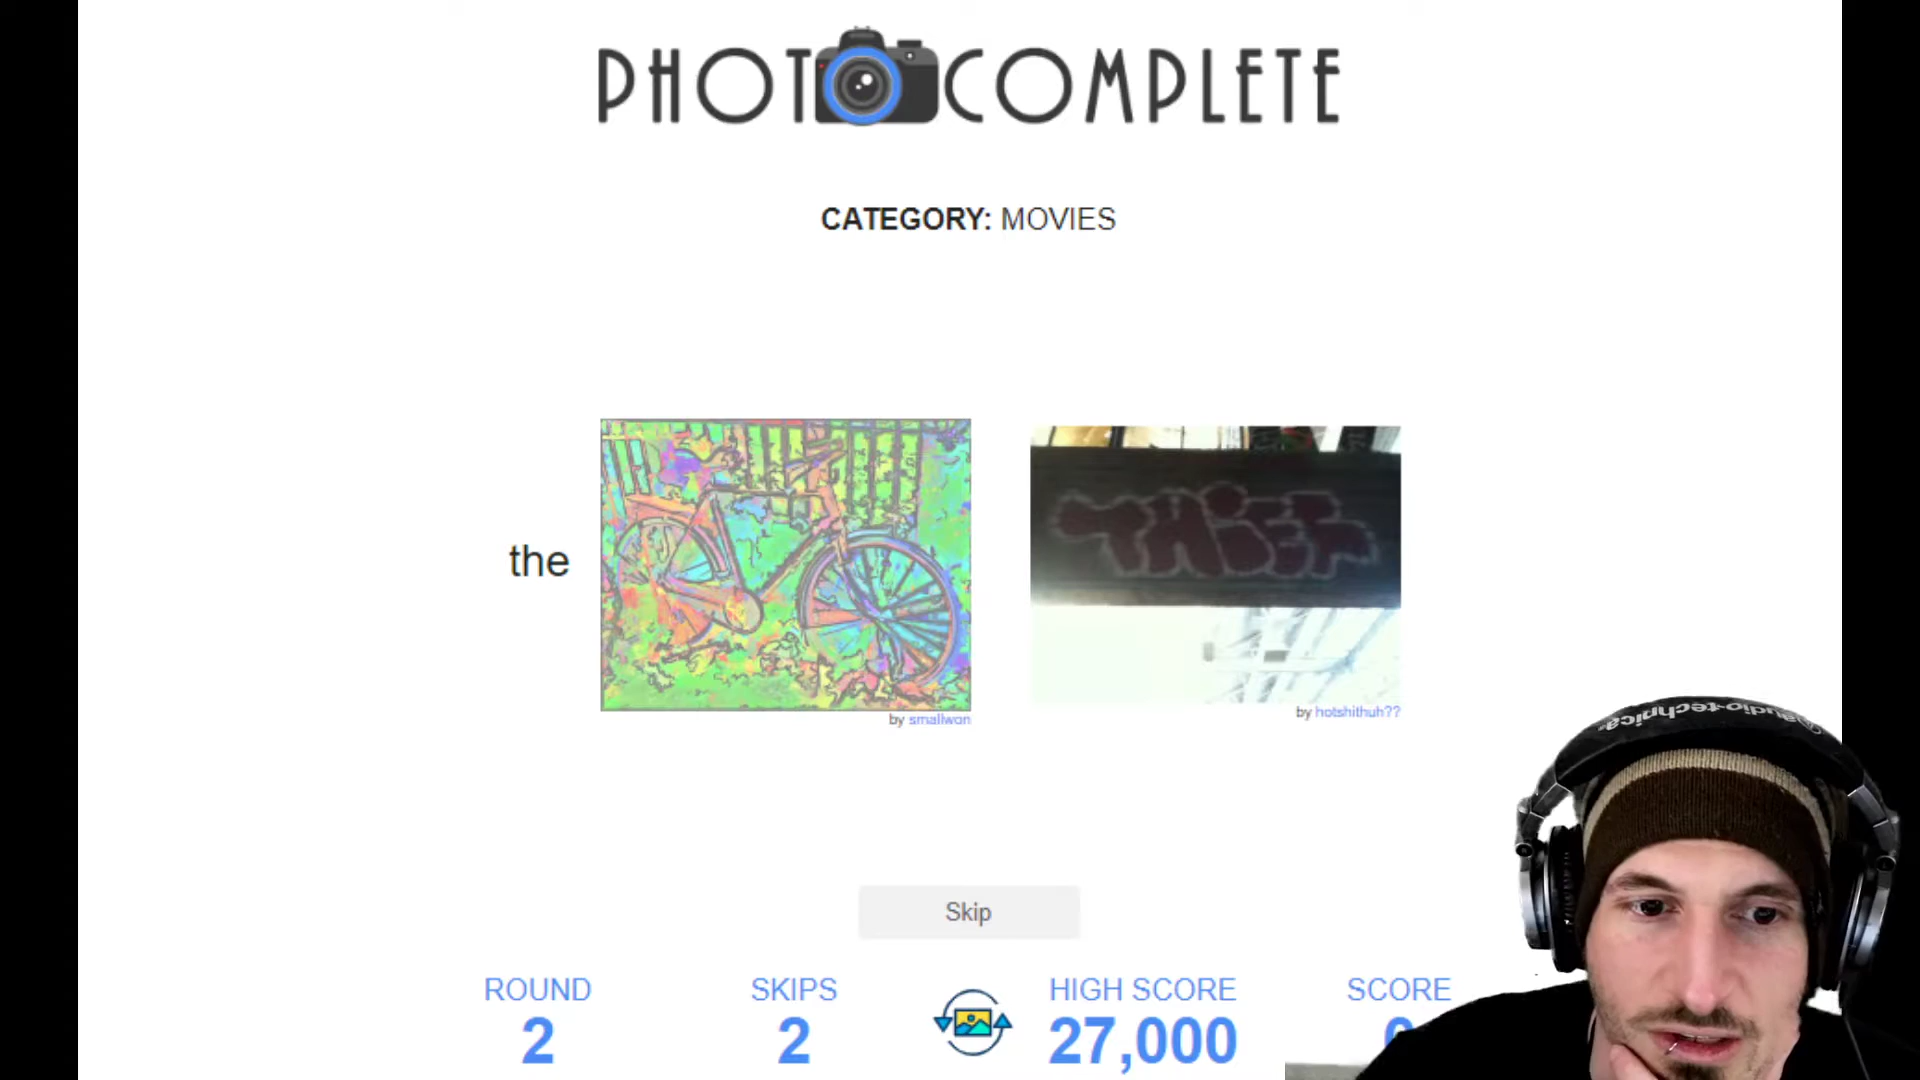 PHOTOCOMPLETE
CATEGORY: MOVIES
the
THIEF
by smallwon
by hotshithuh??
Skip
ROUND
2
SKIPS
2
HIGH SCORE
27,000
SCORE
audio-technica